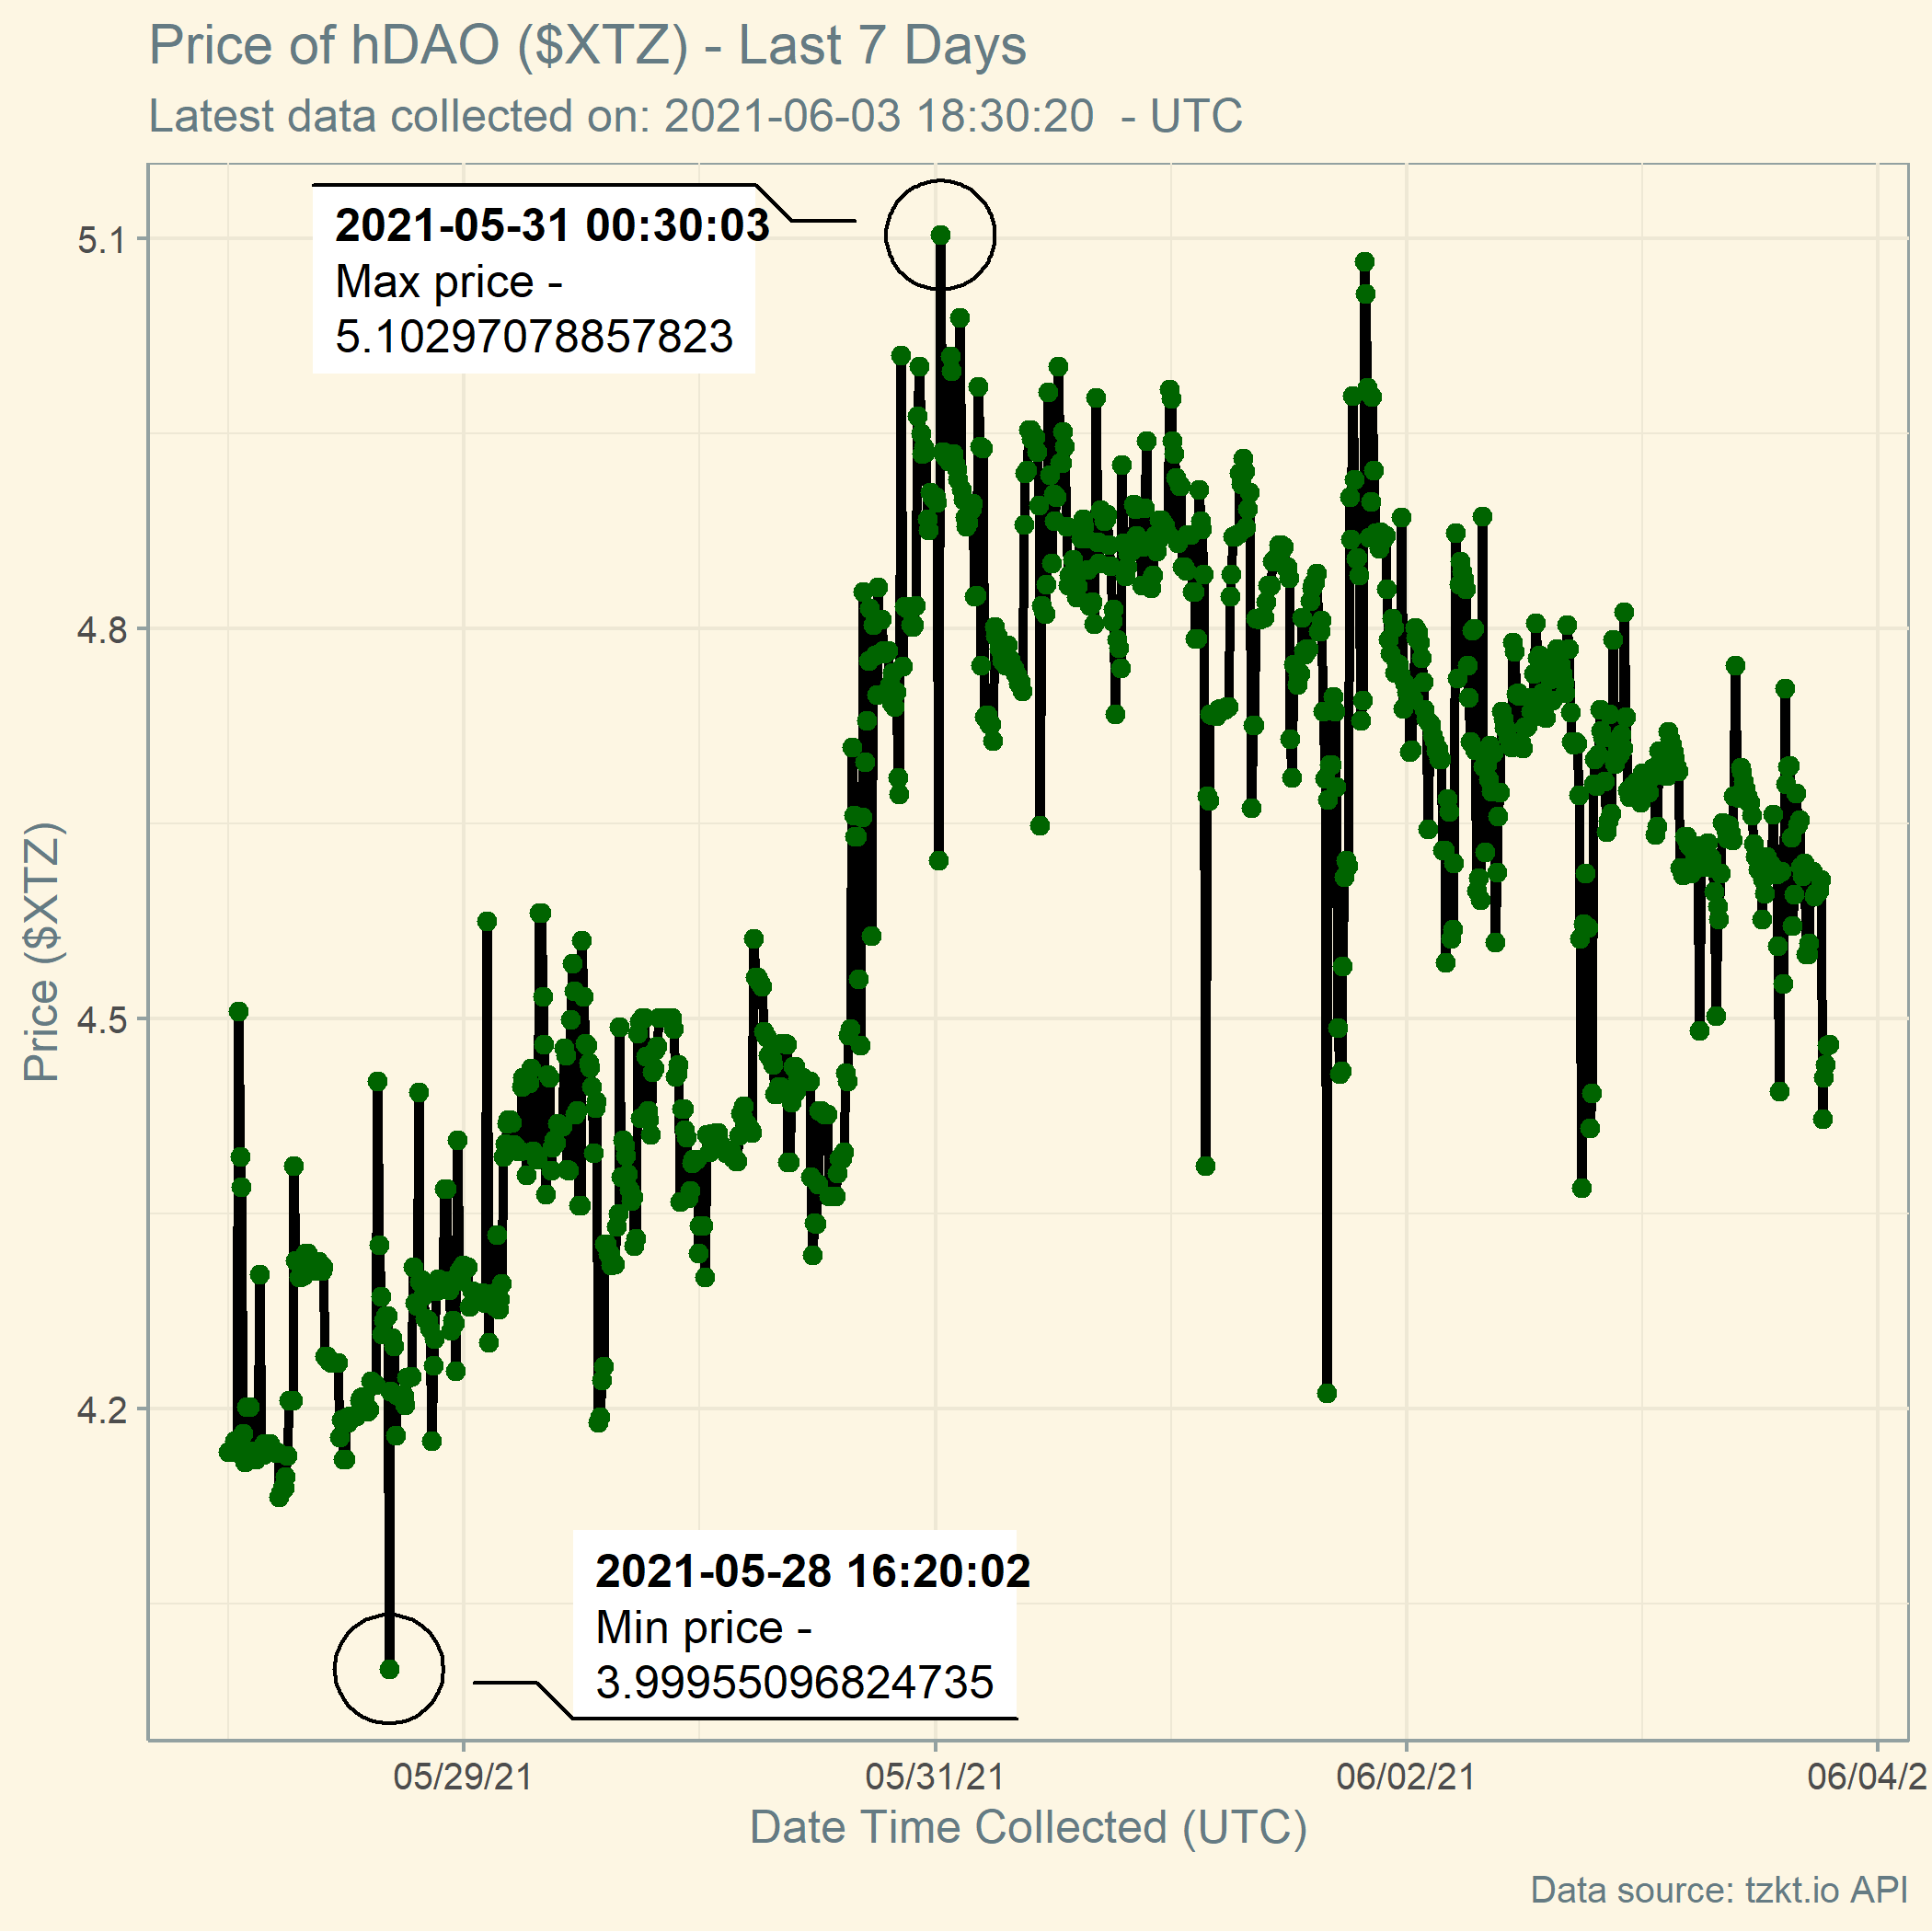 Price of hDAO ($XTZ) - Last 7 Days
Latest data collected on: 2021-06-03 18:30:20  - UTC
2021-05-31 00:30:03
Max price -
5.10297078857823
5.1
4.8
4.5
4.2
Price ($XTZ)
2021-05-28 16:20:02
Min price -
3.99955096824735
05/29/21
05/31/21
06/02/21
06/04/2
Date Time Collected (UTC)
Data source: tzkt.io API